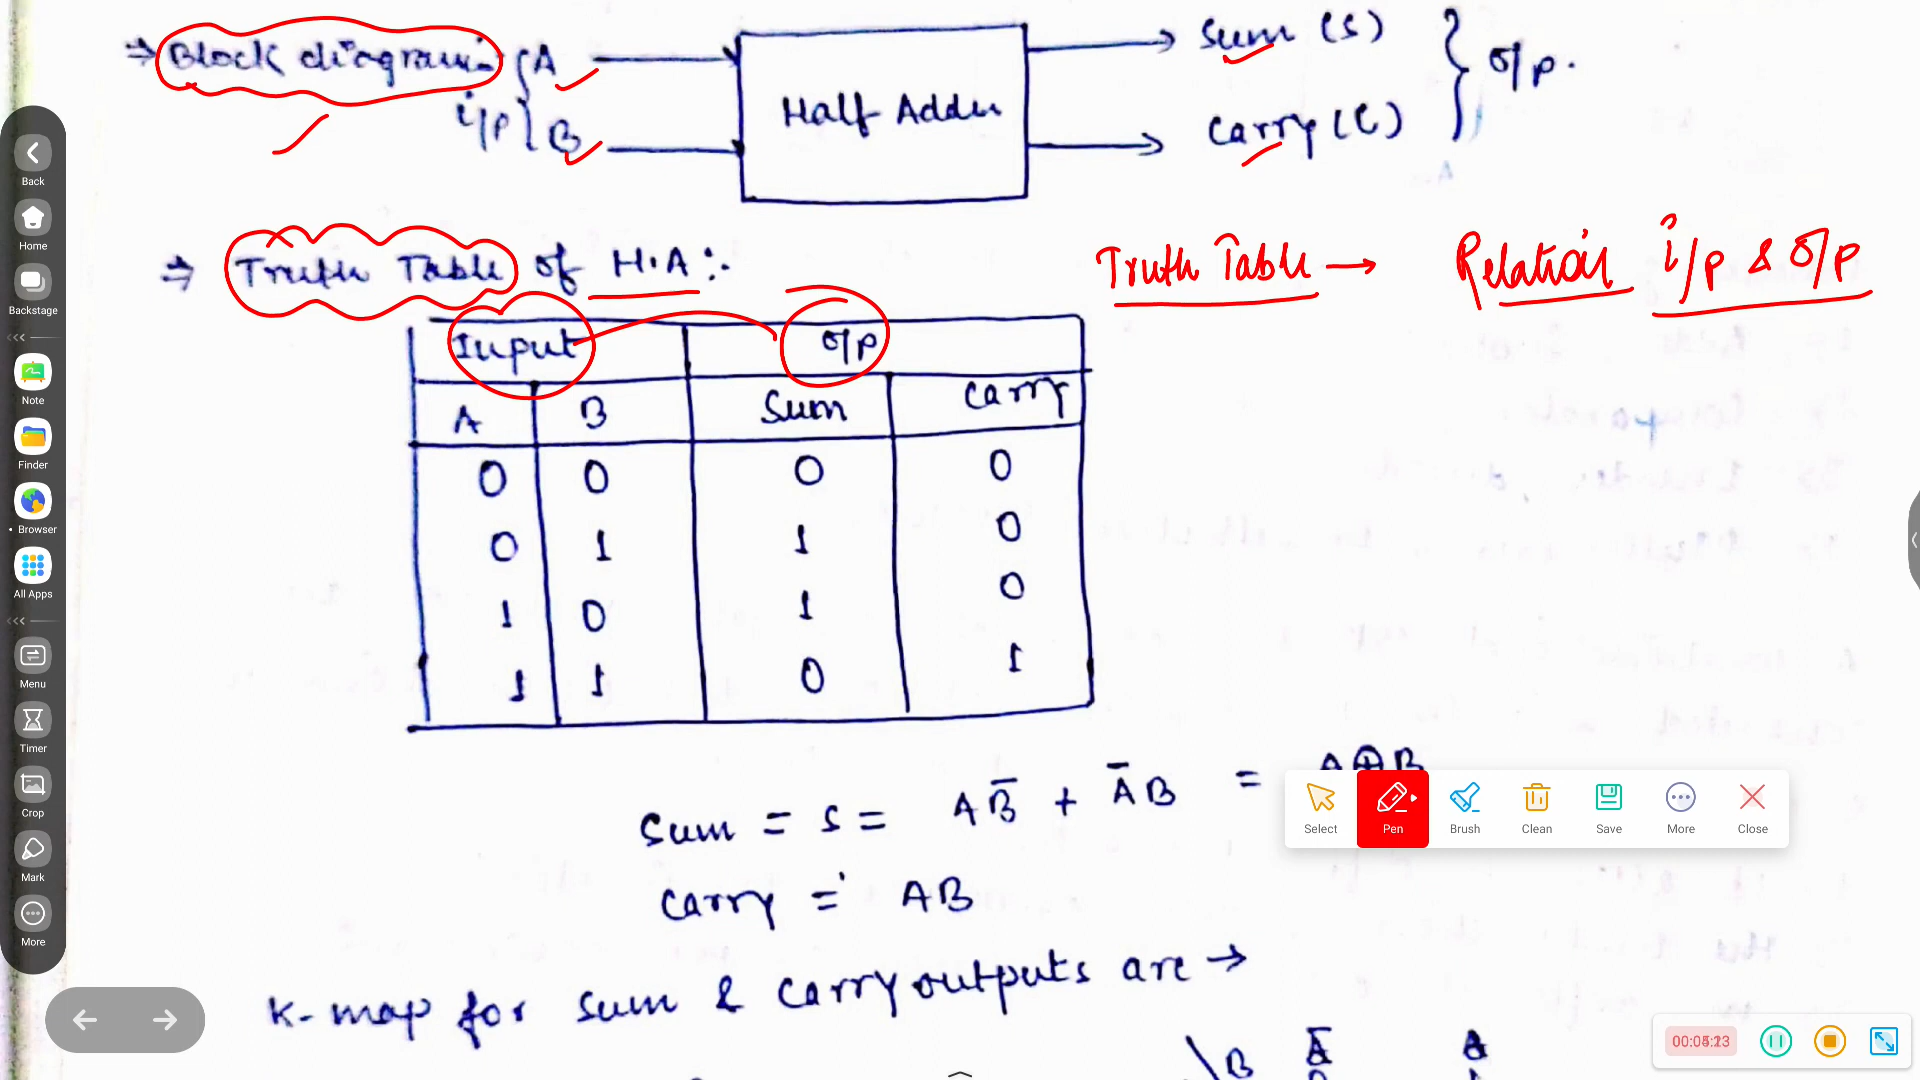 ⇒ Block diagram:- i/p { A B
Half Adder
Sum (S)
Carry (C)
} o/p.
⇒ Truth Table of H.A :-
Truth Table → Relation i/p & o/p
Input o/p
A B Sum Carry
0 0 0 0
0 1 1 0
1 0 1 0
1 1 0 1
Sum = S = AB̅ + A̅B = A⊕B
Carry = AB
K-map for Sum & Carry outputs are →
B A̅ A
Back
Home
Backstage
Note
Finder
• Browser
All Apps
Menu
Timer
Crop
Mark
More
Select Pen Brush Clean Save More Close